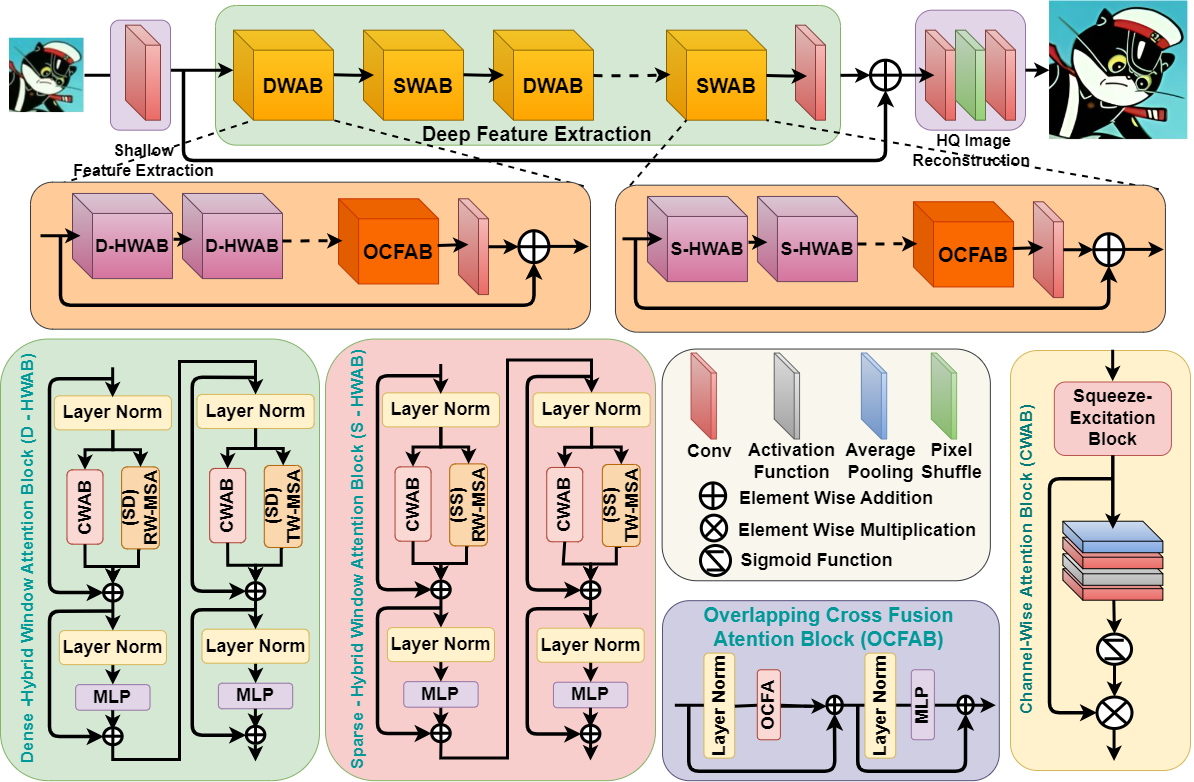 DWAB
SWAB
DWAB
SWAB
Deep Feature Extraction
Shallow
Feature Extraction
HQ Image
Reconstruction
D-HWAB
D-HWAB
OCFAB
S-HWAB
S-HWAB
OCFAB
Dense -Hybrid Window Attention Block (D - HWAB)
Layer Norm
CWAB
(SD)
RW-MSA
Layer Norm
MLP
Layer Norm
CWAB
(SD)
TW-MSA
Layer Norm
MLP
Sparse - Hybrid Window Attention Block (S - HWAB)
Layer Norm
CWAB
(SS)
RW-MSA
Layer Norm
MLP
Layer Norm
CWAB
(SS)
TW-MSA
Layer Norm
MLP
Conv
Activation
Function
Average
Pooling
Pixel
Shuffle
Element Wise Addition
Element Wise Multiplication
Sigmoid Function
Overlapping Cross Fusion
Atention Block (OCFAB)
Layer Norm
OCFA
Layer Norm
MLP
Channel-Wise Attention Block (CWAB)
Squeeze-
Excitation
Block